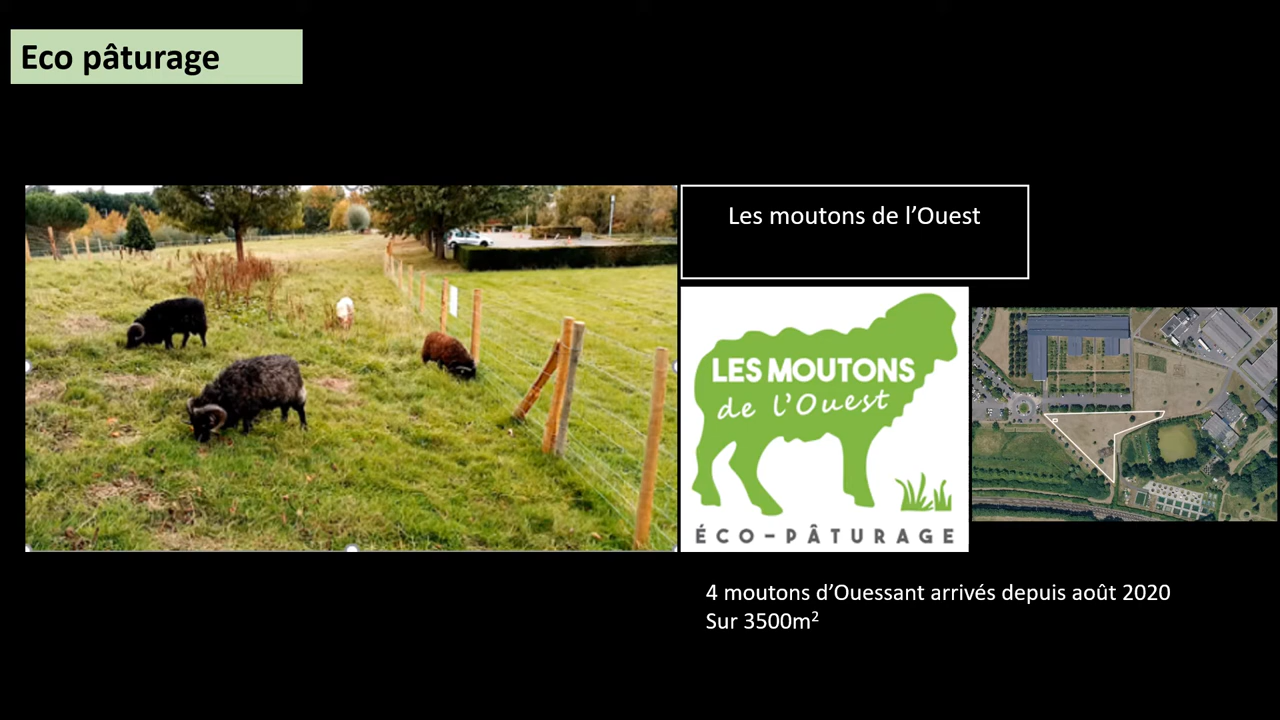 Eco pâturage
Les moutons de l’Ouest
LES MOUTONS
de l'Ouest
ÉCO-PÂTURAGE
4 moutons d’Ouessant arrivés depuis août 2020
Sur 3500m²